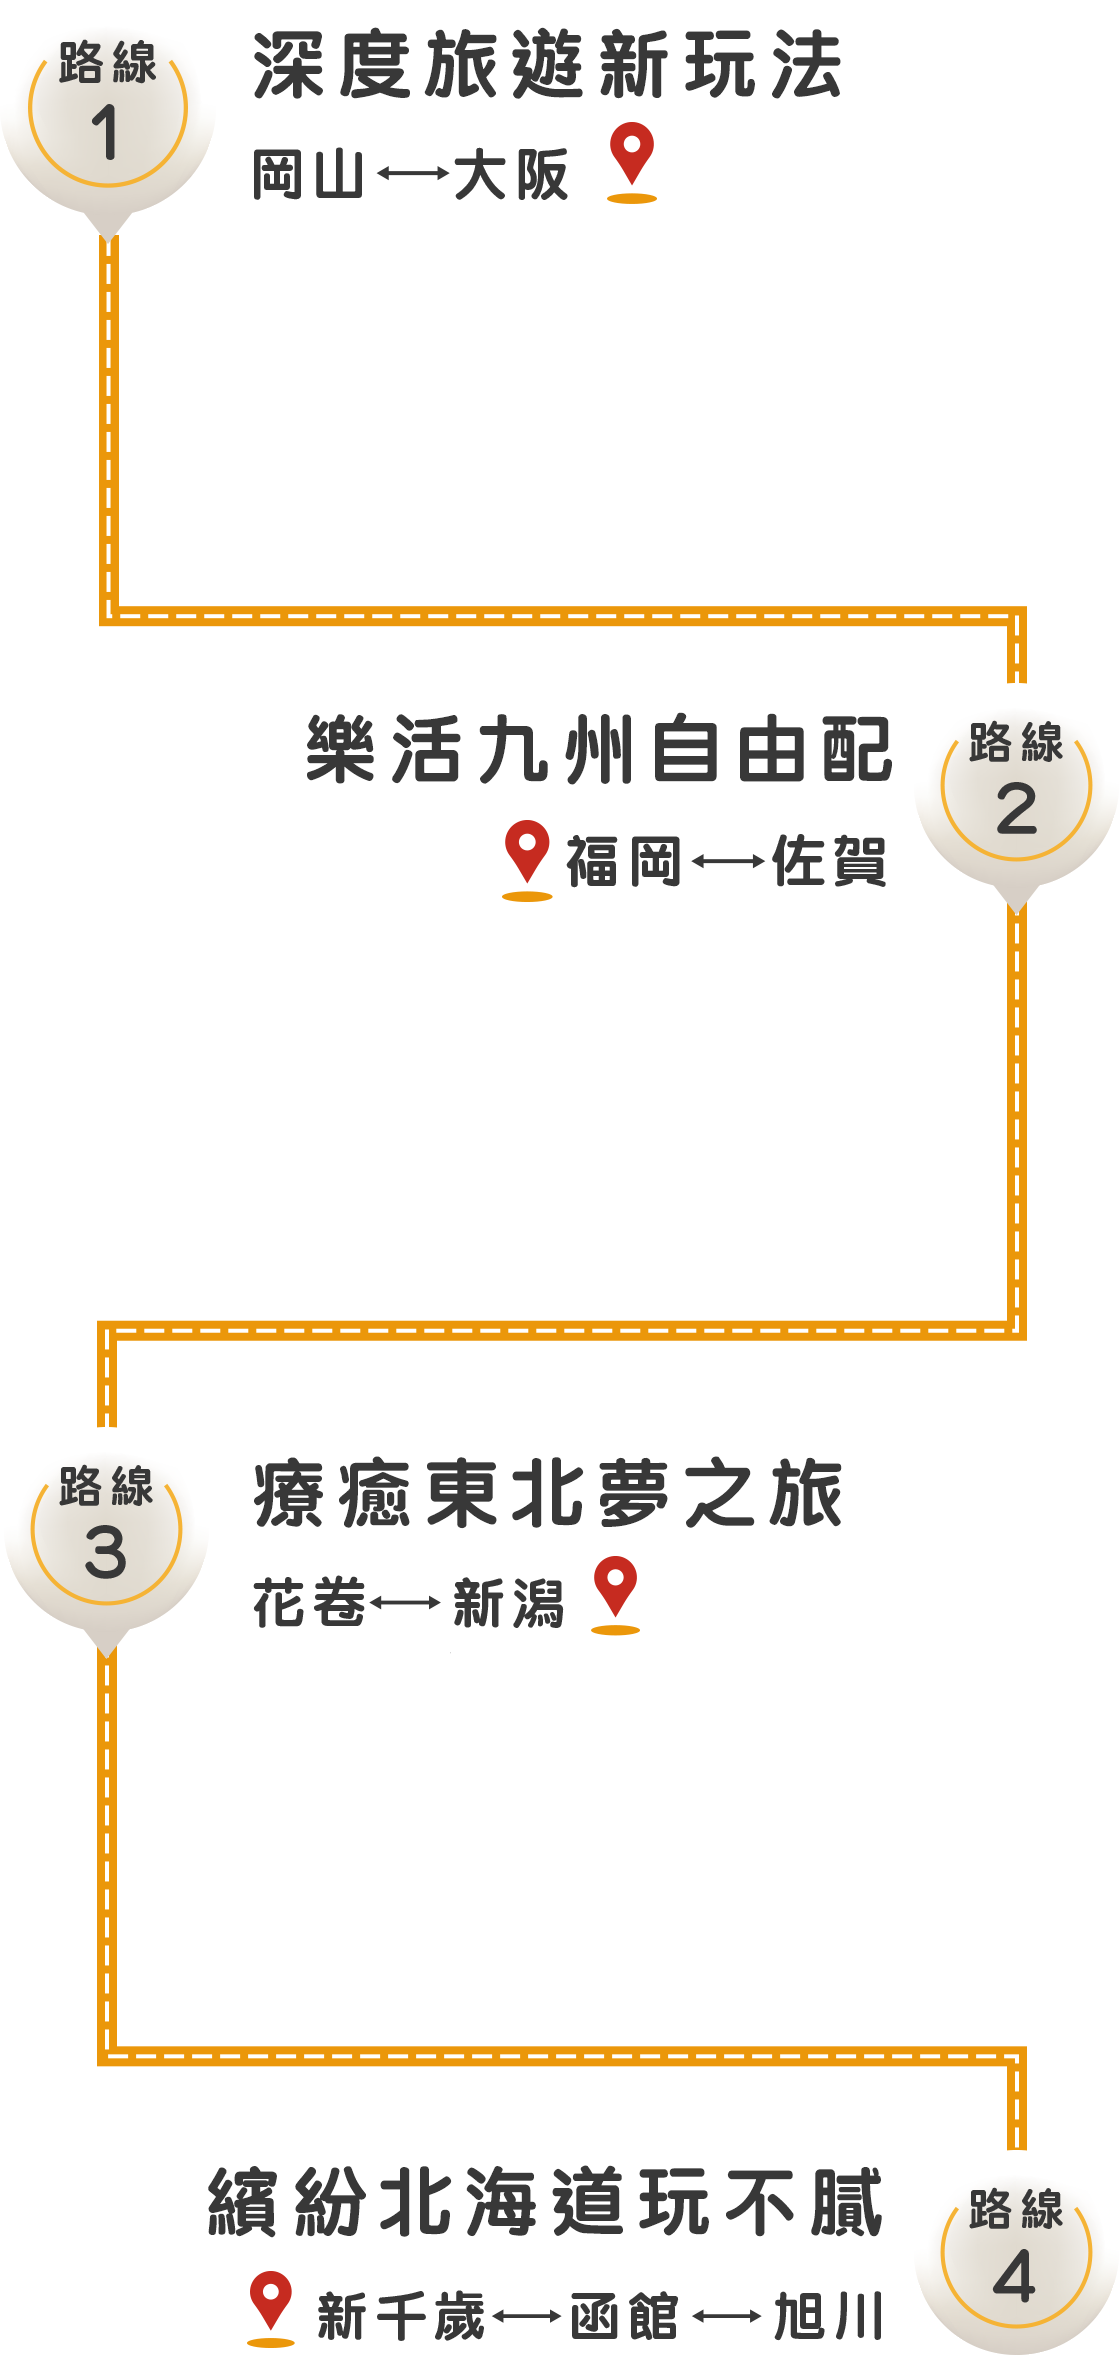 路線
1
深度旅遊新玩法
岡山↔大阪
樂活九州自由配
福岡↔佐賀
路線
2
路線
3
療癒東北夢之旅
花卷↔新潟
繽紛北海道玩不膩
新千歲↔函館↔旭川
路線
4